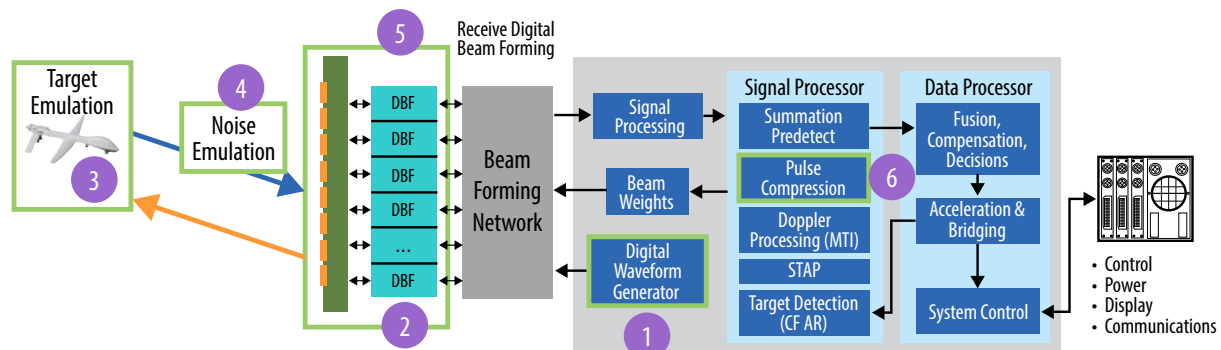 5
Receive Digital
Beam Forming
Target
Emulation
3
4
Noise
Emulation
DBF
DBF
DBF
DBF
...
DBF
2
Beam
Forming
Network
Signal
Processing
Beam
Weights
Digital
Waveform
Generator
1
Signal Processor
Summation
Predetect
Pulse
Compression
6
Doppler
Processing (MTI)
STAP
Target Detection
(CF AR)
Data Processor
Fusion,
Compensation,
Decisions
Acceleration &
Bridging
System Control
• Control
• Power
• Display
• Communications